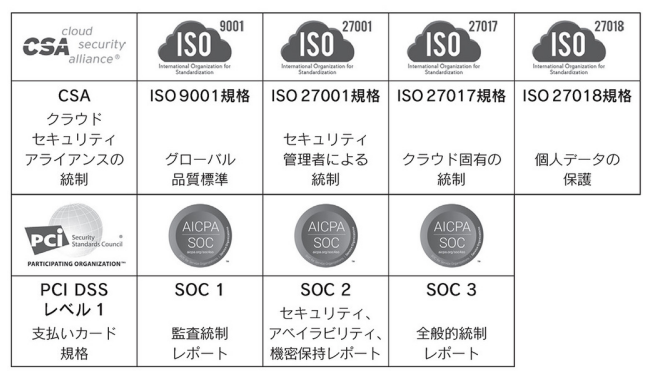 CSA cloud security alliance®
ISO 9001
International Organization for
Standardization
ISO 27001
International Organization for
Standardization
ISO 27017
International Organization for
Standardization
ISO 27018
International Organization for
Standardization
CSA
クラウド
セキュリティ
アライアンスの
統制
ISO 9001規格
グローバル
品質標準
ISO 27001規格
セキュリティ
管理者による
統制
ISO 27017規格
クラウド固有の
統制
ISO 27018規格
個人データの
保護
PCI Security
Standards Council
PARTICIPATING ORGANIZATION™
AICPA
SOC
AICPA
SOC
AICPA
SOC
PCI DSS
レベル1
支払いカード
規格
SOC 1
監査統制
レポート
SOC 2
セキュリティ、
アベイラビリティ、
機密保持レポート
SOC 3
全般的統制
レポート